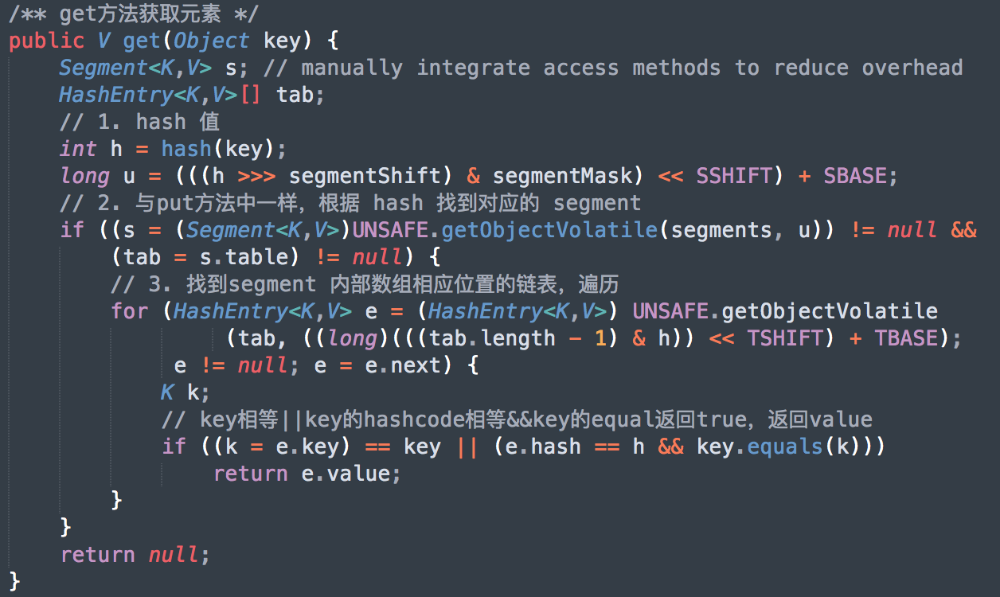 /** get方法获取元素 */
public V get(Object key) {
    Segment<K,V> s; // manually integrate access methods to reduce overhead
    HashEntry<K,V>[] tab;
    // 1. hash 值
    int h = hash(key);
    long u = (((h >>> segmentShift) & segmentMask) << SSHIFT) + SBASE;
    // 2. 与put方法中一样，根据 hash 找到对应的 segment
    if ((s = (Segment<K,V>)UNSAFE.getObjectVolatile(segments, u)) != null &&
        (tab = s.table) != null) {
        // 3. 找到segment 内部数组相应位置的链表，遍历
        for (HashEntry<K,V> e = (HashEntry<K,V>) UNSAFE.getObjectVolatile
                 (tab, ((long)(((tab.length - 1) & h)) << TSHIFT) + TBASE);
             e != null; e = e.next) {
            K k;
            // key相等||key的hashcode相等&&key的equal返回true，返回value
            if ((k = e.key) == key || (e.hash == h && key.equals(k)))
                return e.value;
        }
    }
    return null;
}